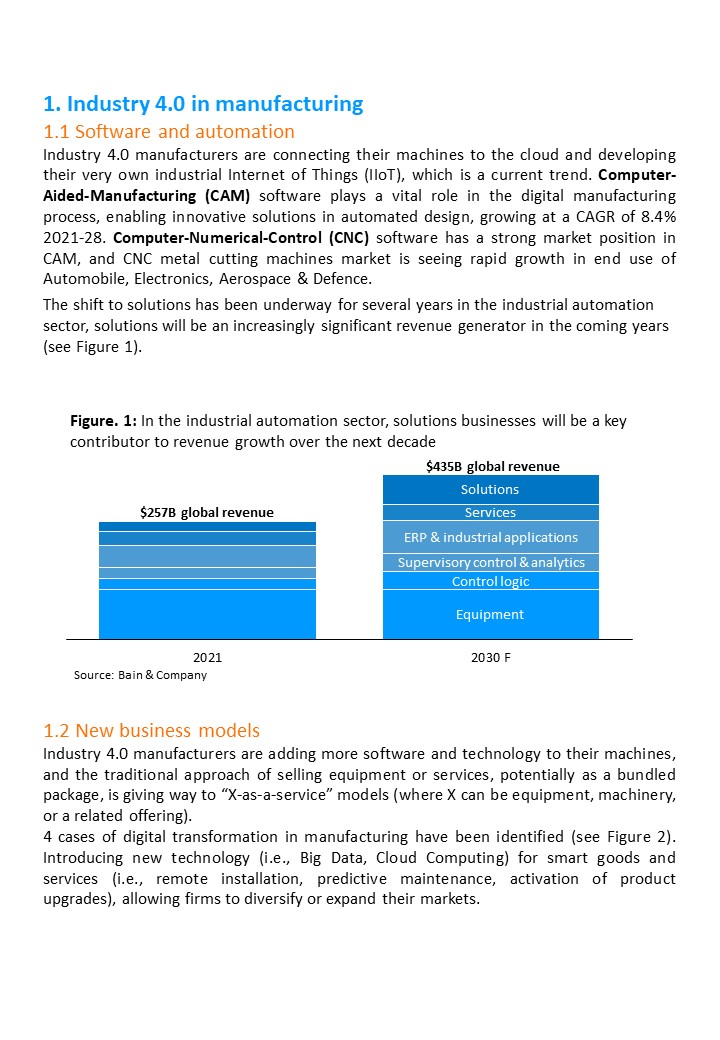 1. Industry 4.0 in manufacturing
1.1 Software and automation
Industry 4.0 manufacturers are connecting their machines to the cloud and developing
their very own industrial Internet of Things (IIoT), which is a current trend. Computer-
Aided-Manufacturing (CAM) software plays a vital role in the digital manufacturing
process, enabling innovative solutions in automated design, growing at a CAGR of 8.4%
2021-28. Computer-Numerical-Control (CNC) software has a strong market position in
CAM, and CNC metal cutting machines market is seeing rapid growth in end use of
Automobile, Electronics, Aerospace & Defence.
The shift to solutions has been underway for several years in the industrial automation
sector, solutions will be an increasingly significant revenue generator in the coming years
(see Figure 1).
Figure. 1: In the industrial automation sector, solutions businesses will be a key
contributor to revenue growth over the next decade
$435B global revenue
Solutions
$257B global revenue
Services
ERP & industrial applications
Supervisory control & analytics
Control logic
Equipment
2021
2030 F
Source: Bain & Company
1.2 New business models
Industry 4.0 manufacturers are adding more software and technology to their machines,
and the traditional approach of selling equipment or services, potentially as a bundled
package, is giving way to “X-as-a-service” models (where X can be equipment, machinery,
or a related offering).
4 cases of digital transformation in manufacturing have been identified (see Figure 2).
Introducing new technology (i.e., Big Data, Cloud Computing) for smart goods and
services (i.e., remote installation, predictive maintenance, activation of product
upgrades), allowing firms to diversify or expand their markets.